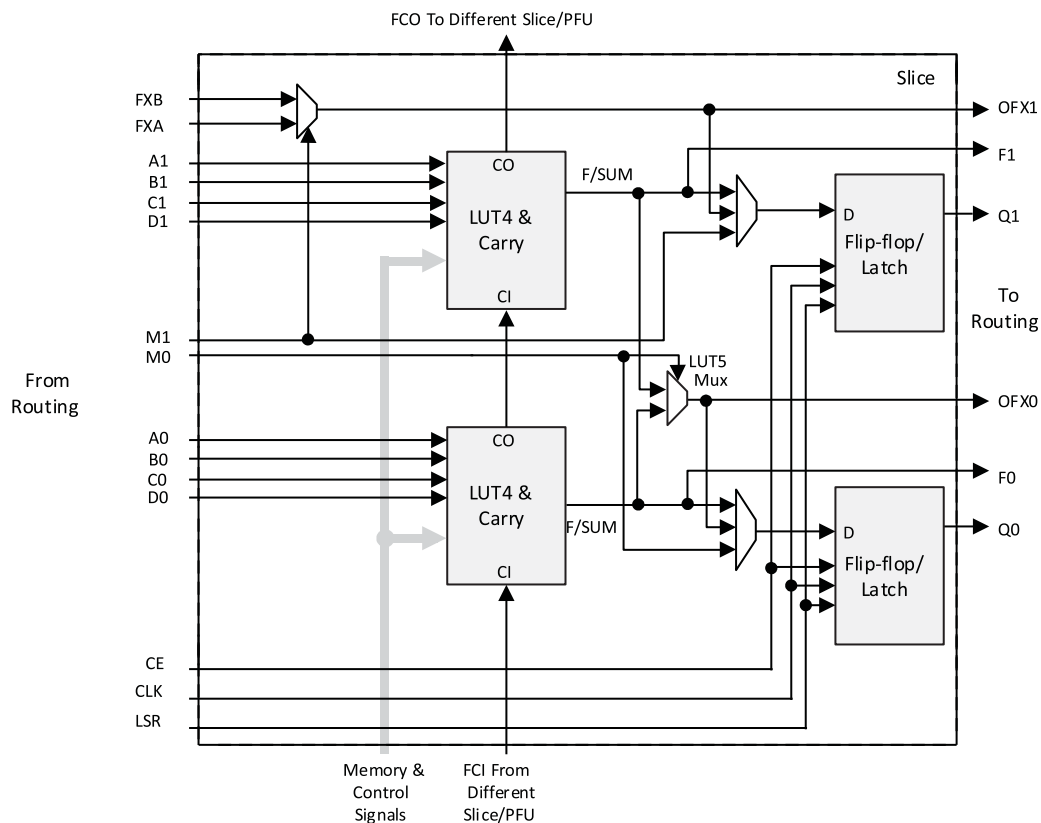 FCO To Different Slice/PFU
Slice
FXB
FXA
OFX1
F1
A1
B1
C1
D1
CO
LUT4 &
Carry
CI
F/SUM
D
Flip-flop/
Latch
Q1
To
Routing
M1
M0
LUT5
Mux
From
Routing
OFX0
A0
B0
C0
D0
CO
LUT4 &
Carry
CI
F/SUM
F0
D
Flip-flop/
Latch
Q0
CE
CLK
LSR
Memory &
Control
Signals
FCI From
Different
Slice/PFU